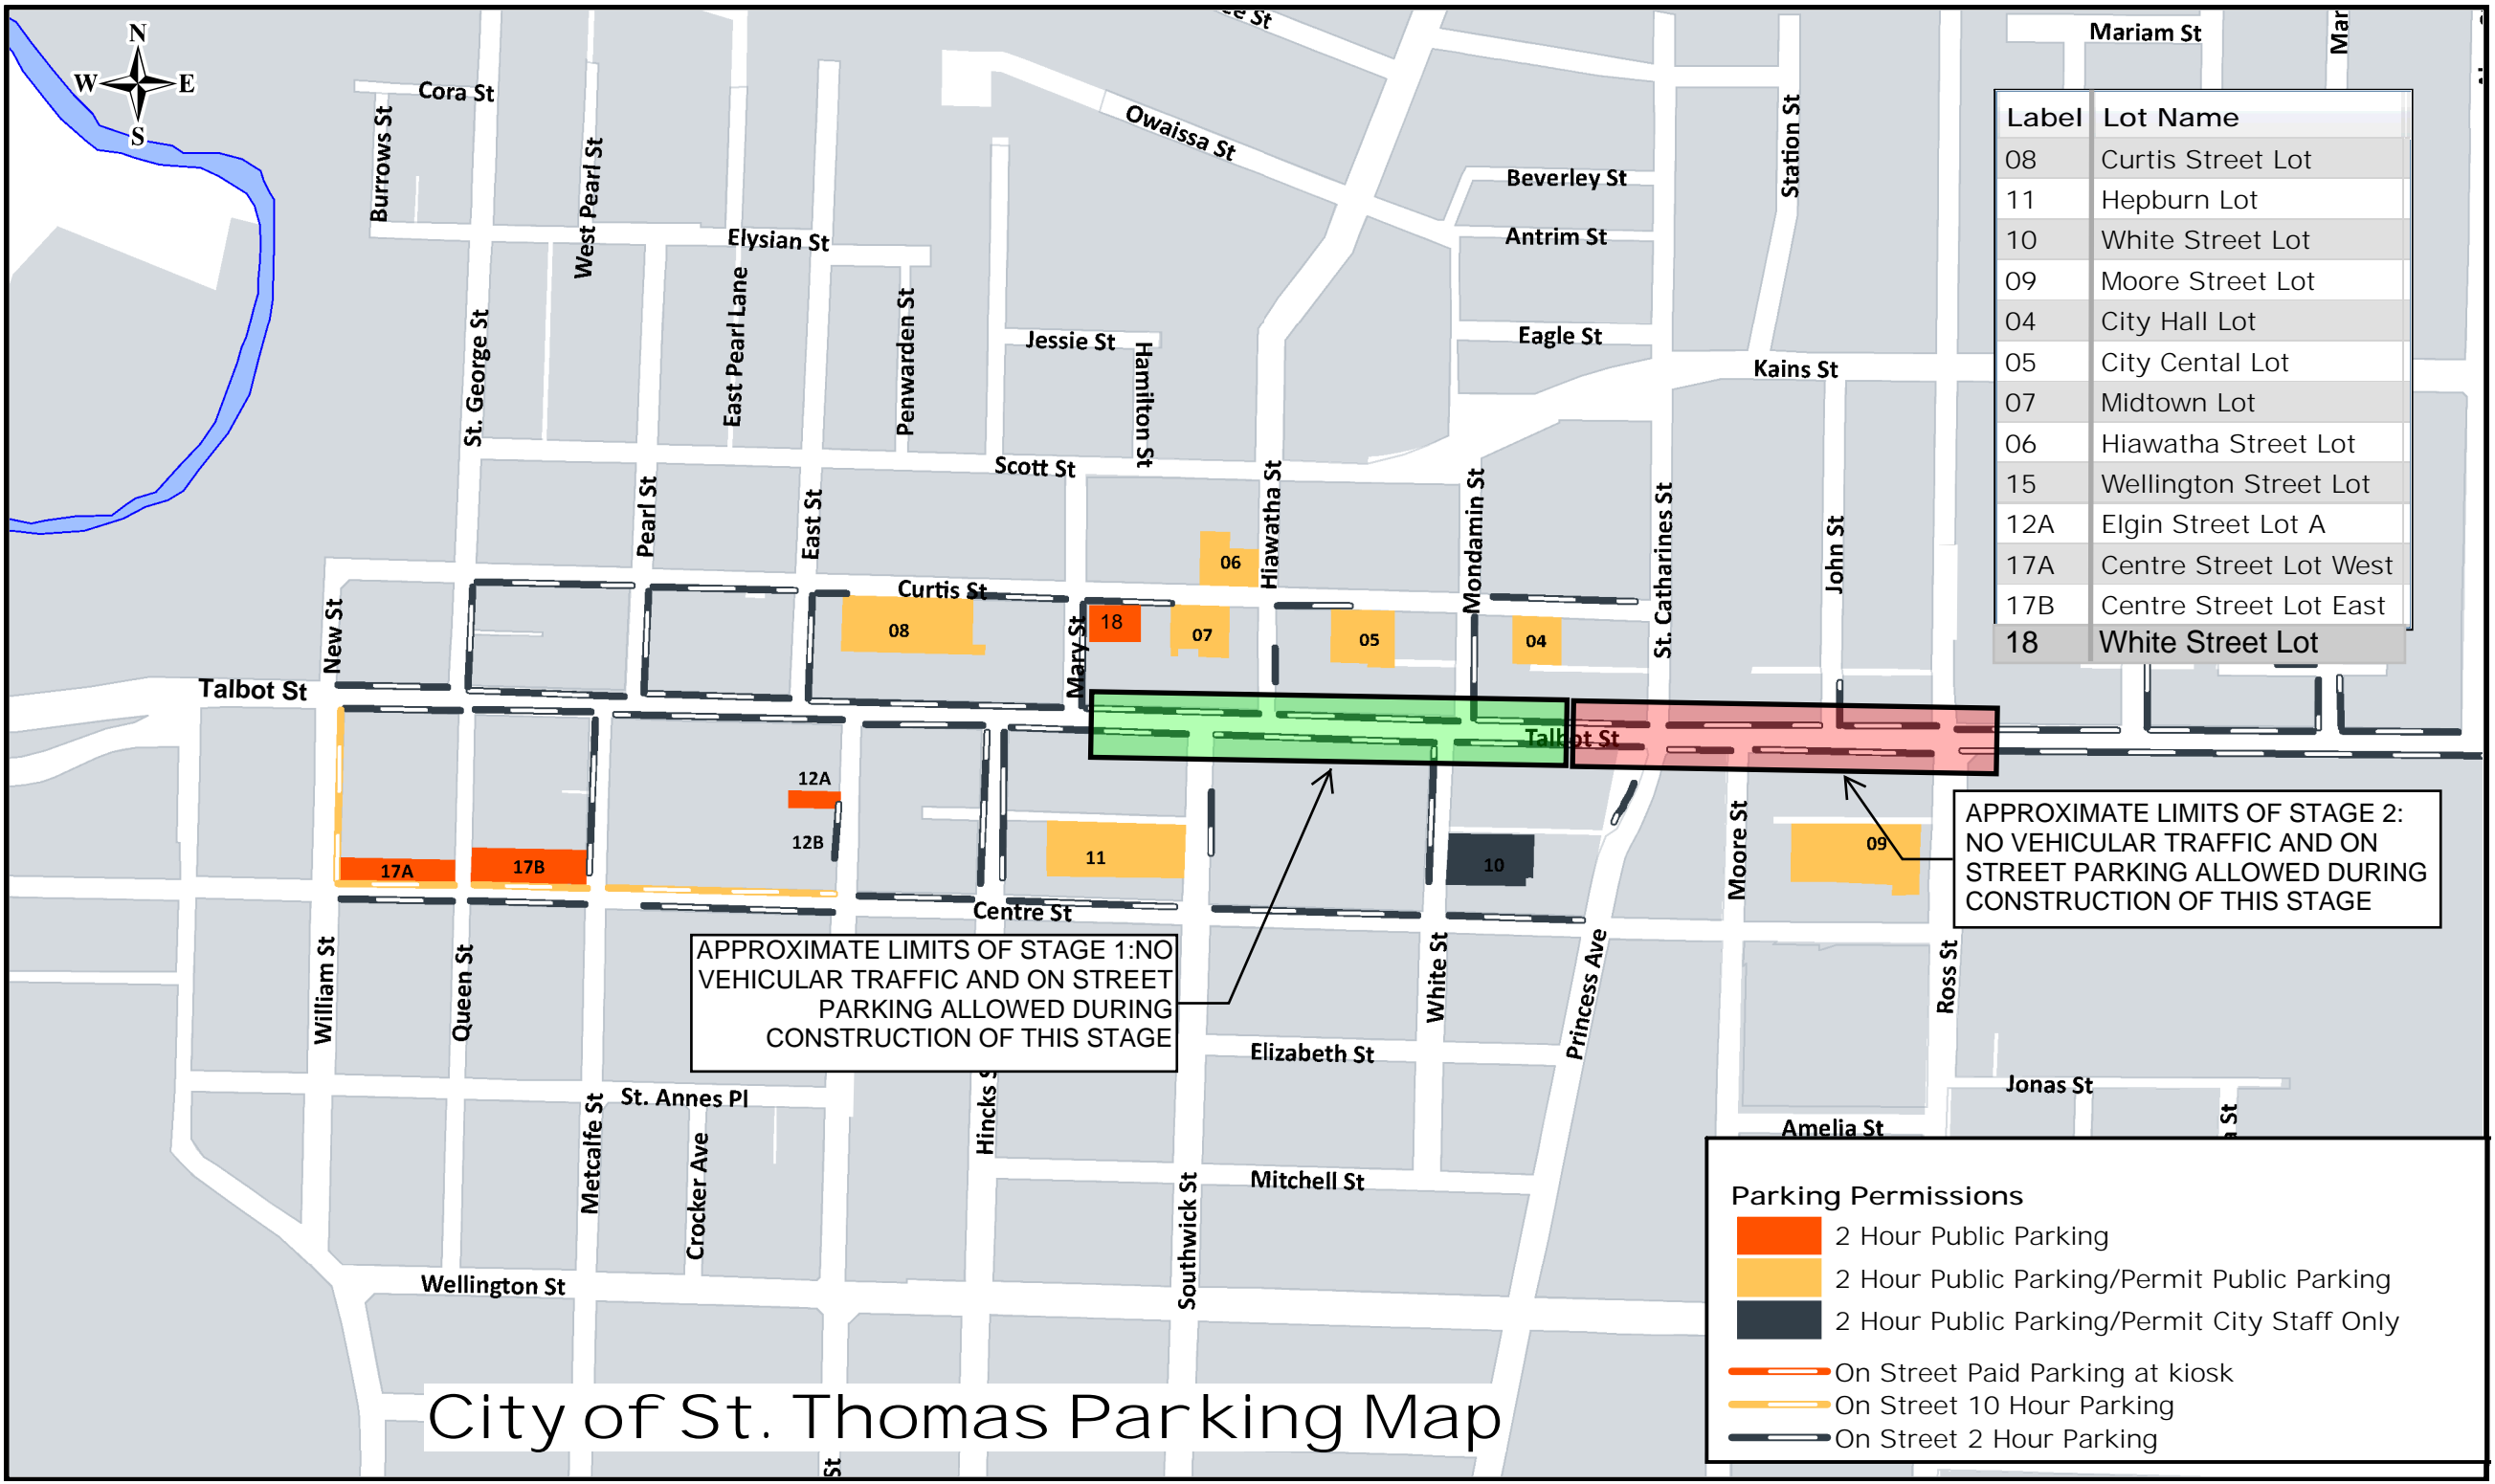 N
W E
S
Cora St
Burrows St
West Pearl St
Elysian St
East Pearl Lane
Penwarden St
St. George St
Owaissa St
Jessie St
Hamilton St
Beverley St
Antrim St
Eagle St
Station St
Kains St
Mariam St
Scott St
Pearl St
East St
Hiawatha St
Mondamin St
St. Catharines St
John St
New St
Curtis St
Mary St
06
08
18
07
05
04
Talbot St
Talbot St
12A
12B
17A
17B
11
10
09
Moore St
Centre St
William St
Queen St
White St
Princess Ave
Ross St
Elizabeth St
St. Annes Pl
Metcalfe St
Crocker Ave
Hincks S
Mitchell St
Southwick St
Wellington St
Jonas St
Amelia St
a St
St
Label Lot Name
08 Curtis Street Lot
11 Hepburn Lot
10 White Street Lot
09 Moore Street Lot
04 City Hall Lot
05 City Cental Lot
07 Midtown Lot
06 Hiawatha Street Lot
15 Wellington Street Lot
12A Elgin Street Lot A
17A Centre Street Lot West
17B Centre Street Lot East
18 White Street Lot
APPROXIMATE LIMITS OF STAGE 1:NO
VEHICULAR TRAFFIC AND ON STREET
PARKING ALLOWED DURING
CONSTRUCTION OF THIS STAGE
APPROXIMATE LIMITS OF STAGE 2:
NO VEHICULAR TRAFFIC AND ON
STREET PARKING ALLOWED DURING
CONSTRUCTION OF THIS STAGE
Parking Permissions
2 Hour Public Parking
2 Hour Public Parking/Permit Public Parking
2 Hour Public Parking/Permit City Staff Only
On Street Paid Parking at kiosk
On Street 10 Hour Parking
On Street 2 Hour Parking
City of St. Thomas Parking Map